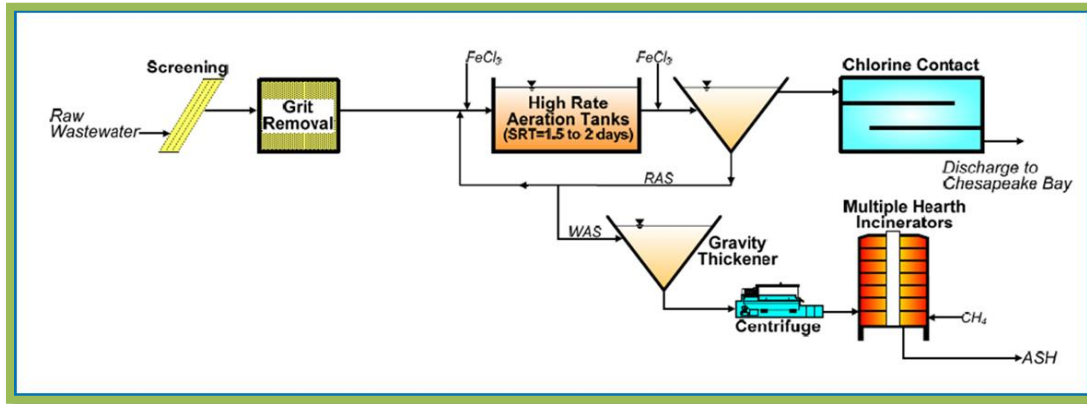 Screening
Raw
Wastewater
Grit
Removal
FeCl₃
High Rate
Aeration Tanks
(SRT=1.5 to 2 days)
FeCl₃
Chlorine Contact
Discharge to
Chesapeake Bay
RAS
WAS
Gravity
Thickener
Centrifuge
Multiple Hearth
Incinerators
CH₄
ASH